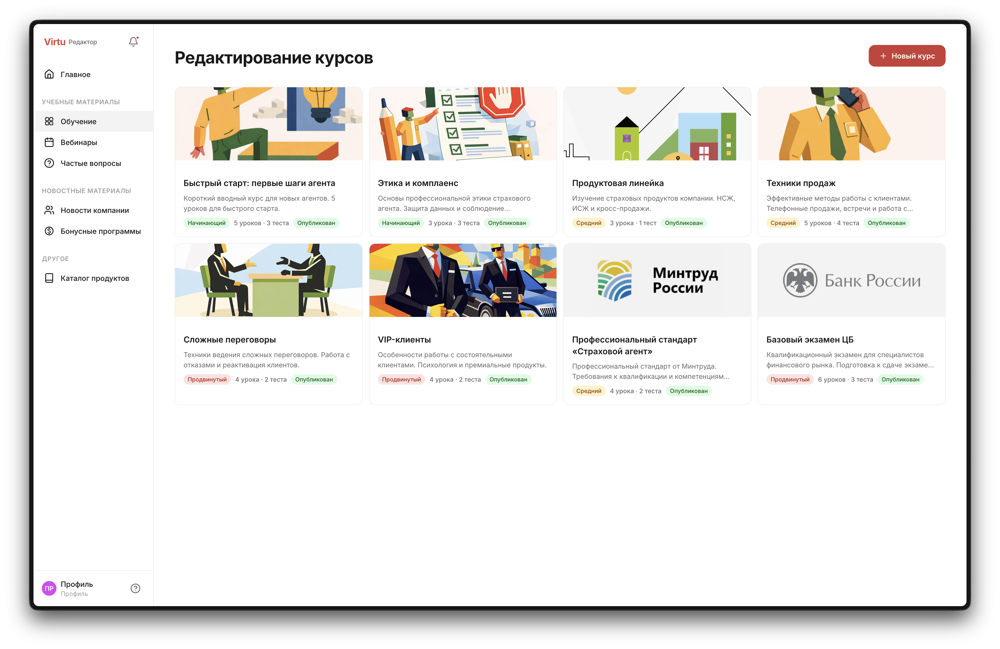 Virtu Редактор
Главное
УЧЕБНЫЕ МАТЕРИАЛЫ
Обучение
Вебинары
Частые вопросы
НОВОСТНЫЕ МАТЕРИАЛЫ
Новости компании
Бонусные программы
ДРУГОЕ
Каталог продуктов
ПР
Профиль
Профиль
Редактирование курсов
Новый курс
Быстрый старт: первые шаги агента
Короткий вводный курс для новых агентов. 5
уроков для быстрого старта.
Начинающий 5 уроков · 3 теста Опубликован
Этика и комплаенс
Основы профессиональной этики страхового
агента. Защита данных и соблюдение...
Начинающий 3 урока · 3 теста Опубликован
Продуктовая линейка
Изучение страховых продуктов компании. НСЖ,
ИСЖ и кросс-продажи.
Средний 3 урока · 1 тест Опубликован
Техники продаж
Эффективные методы работы с клиентами.
Телефонные продажи, встречи и работа с...
Средний 5 уроков · 4 теста Опубликован
Сложные переговоры
Техники ведения сложных переговоров. Работа с
отказами и реактивация клиентов.
Продвинутый 4 урока · 2 теста Опубликован
VIP-клиенты
Особенности работы с состоятельными
клиентами. Психология и премиальные продукты.
Продвинутый 4 урока · 2 теста Опубликован
Минтруд
России
Профессиональный стандарт
«Страховой агент»
Профессиональный стандарт от Минтруда.
Требования к квалификации и компетенциям...
Средний 4 урока · 2 теста Опубликован
Банк России
Базовый экзамен ЦБ
Квалификационный экзамен для специалистов
финансового рынка. Подготовка к сдаче экзаме...
Продвинутый 6 уроков · 3 теста Опубликован